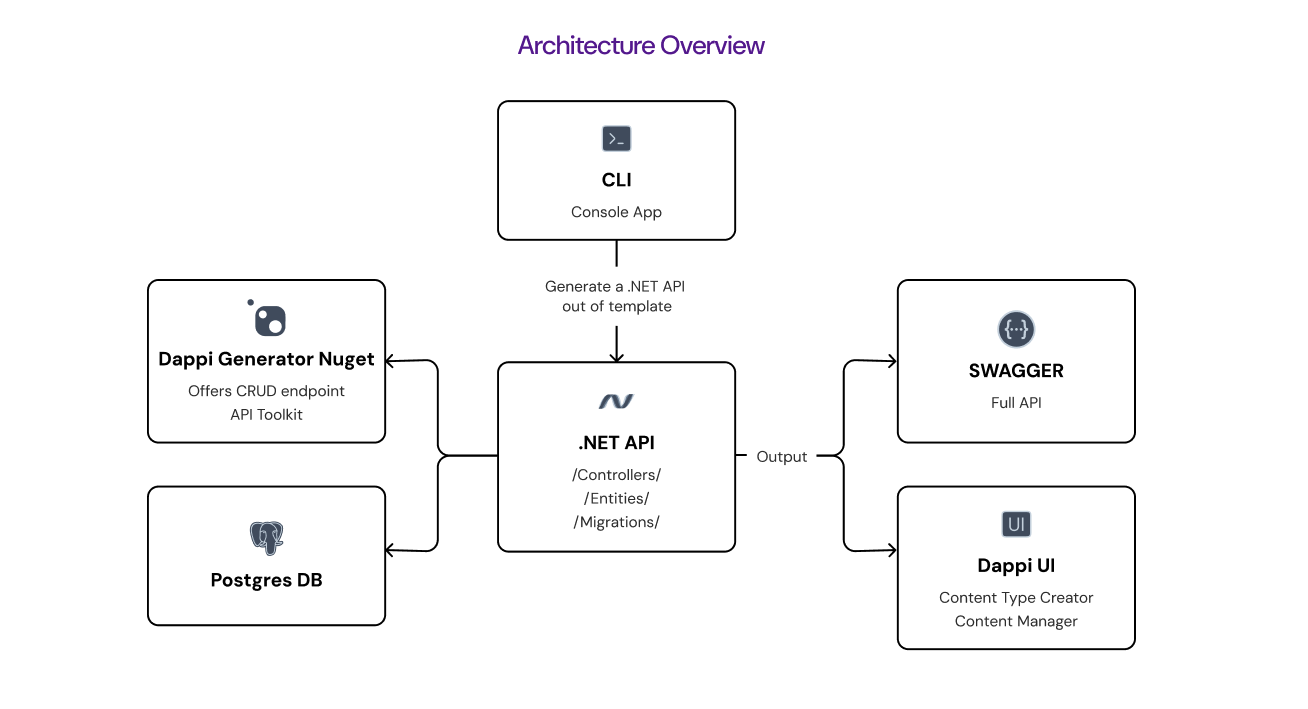 Architecture Overview
CLI
Console App
Generate a .NET API
out of template
Dappi Generator Nuget
Offers CRUD endpoint
API Toolkit
.NET API
/Controllers/
/Entities/
/Migrations/
Output
SWAGGER
Full API
Postgres DB
UI
Dappi UI
Content Type Creator
Content Manager